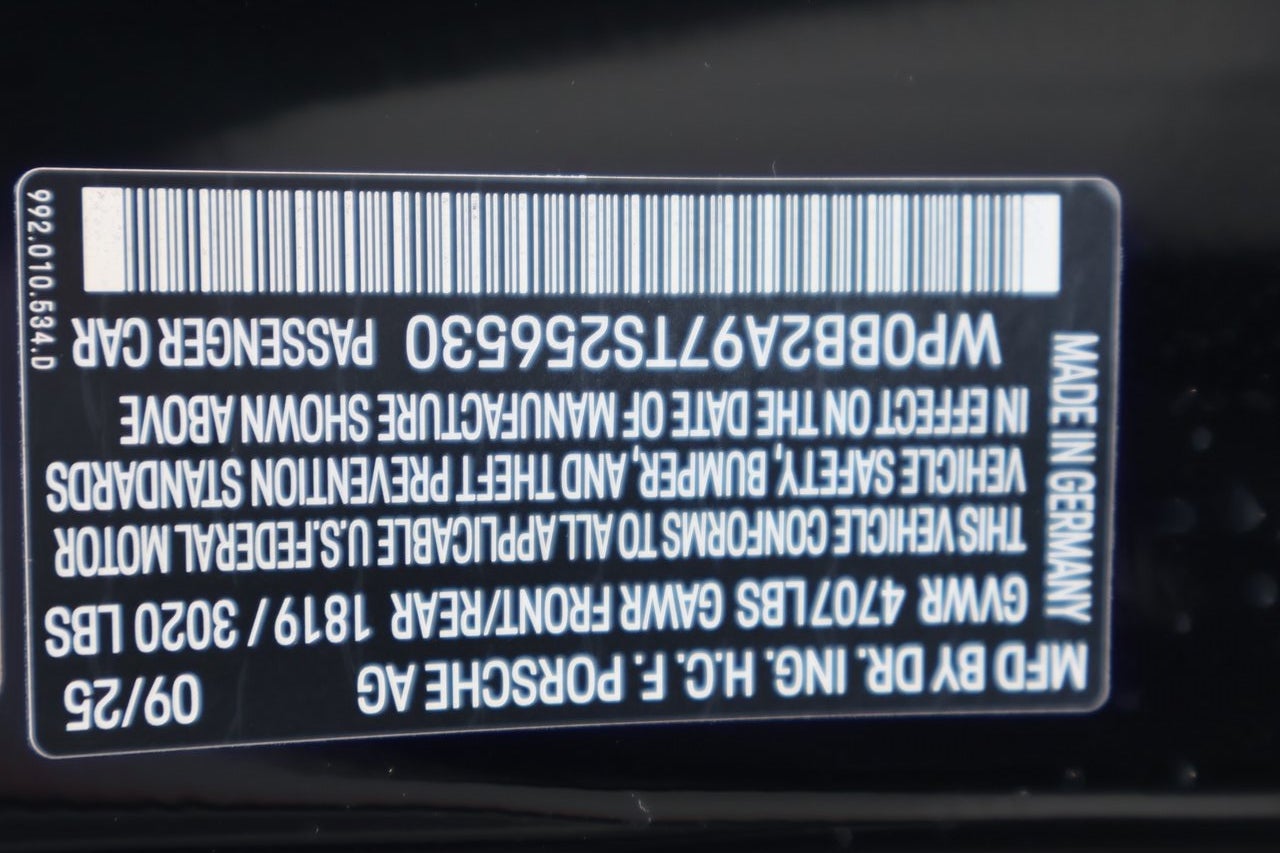 MFD BY DR. ING. H.C. F. PORSCHE AG 09/25
GVWR 4707LBS GAWR FRONT/REAR 1819 / 3020 LBS
THIS VEHICLE CONFORMS TO ALL APPLICABLE U.S.FEDERAL MOTOR
VEHICLE SAFETY, BUMPER, AND THEFT PREVENTION STANDARDS
IN EFFECT ON THE DATE OF MANUFACTURE SHOWN ABOVE
WP0BB2A97TS256530 PASSENGER CAR
MADE IN GERMANY
992.010.534.D